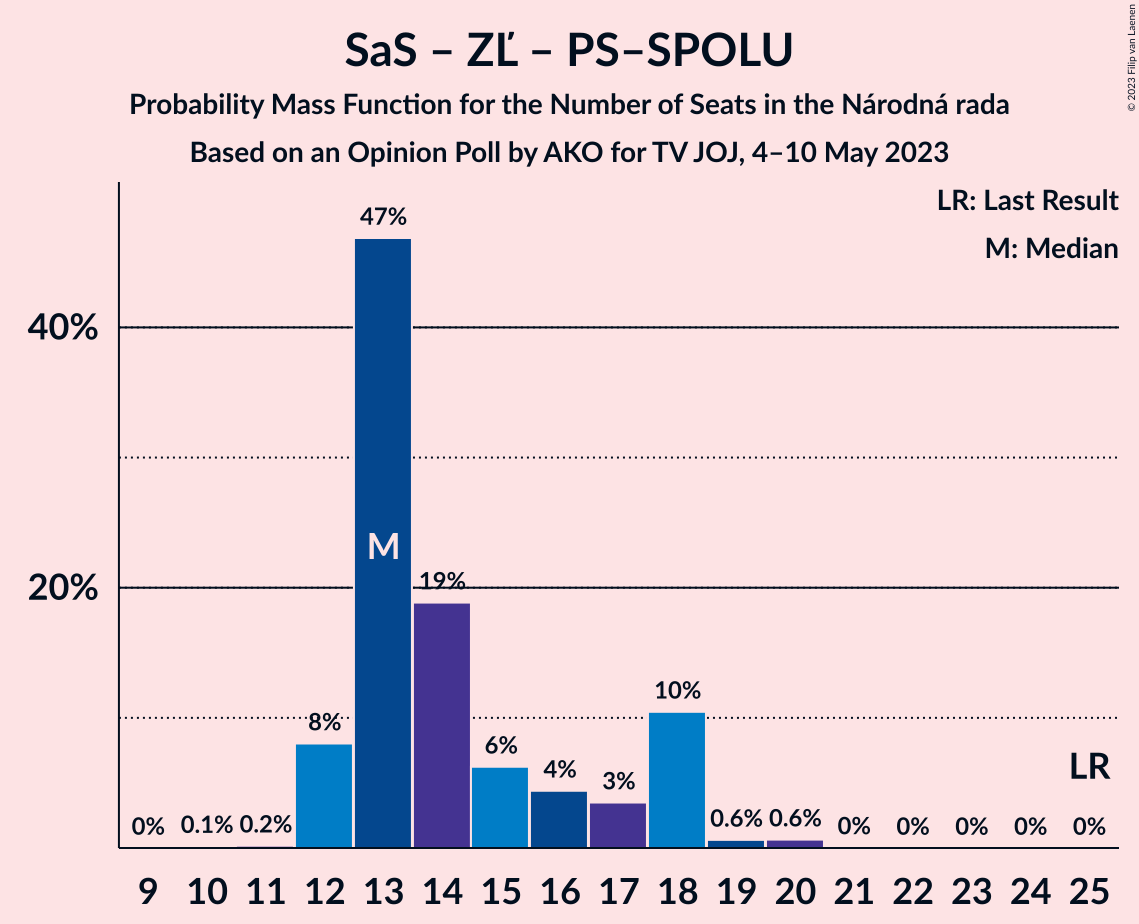 SaS – ZĽ – PS–SPOLU
Probability Mass Function for the Number of Seats in the Národná rada
Based on an Opinion Poll by AKO for TV JOJ, 4–10 May 2023
© 2023 Filip van Laenen
LR: Last Result
M: Median
40%
20%
0% 0.1% 0.2% 8% 47% 19% 6% 4% 3% 10% 0.6% 0.6% 0% 0% 0% 0% 0%
M
LR
9 10 11 12 13 14 15 16 17 18 19 20 21 22 23 24 25